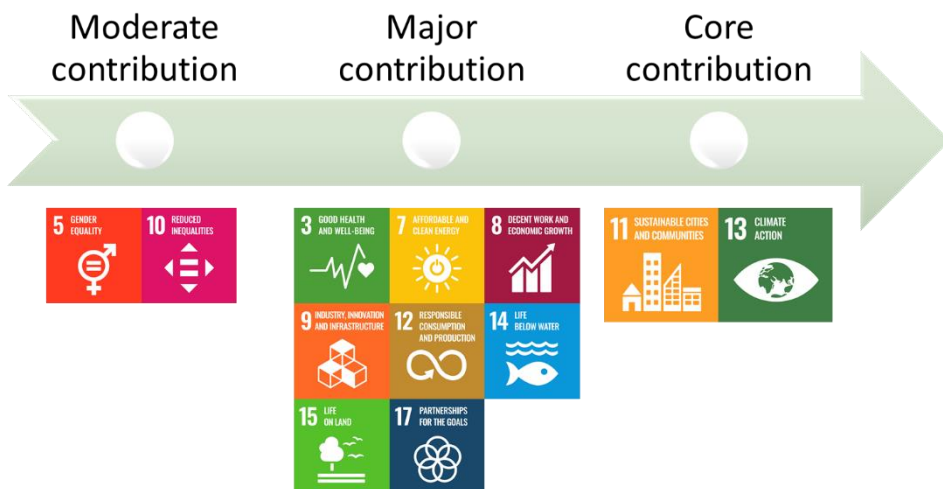 Moderate
contribution
Major
contribution
Core
contribution
5 GENDER
EQUALITY
10 REDUCED
INEQUALITIES
3 GOOD HEALTH
AND WELL-BEING
7 AFFORDABLE AND
CLEAN ENERGY
8 DECENT WORK AND
ECONOMIC GROWTH
9 INDUSTRY, INNOVATION
AND INFRASTRUCTURE
12 RESPONSIBLE
CONSUMPTION
AND PRODUCTION
14 LIFE
BELOW WATER
15 LIFE
ON LAND
17 PARTNERSHIPS
FOR THE GOALS
11 SUSTAINABLE CITIES
AND COMMUNITIES
13 CLIMATE
ACTION